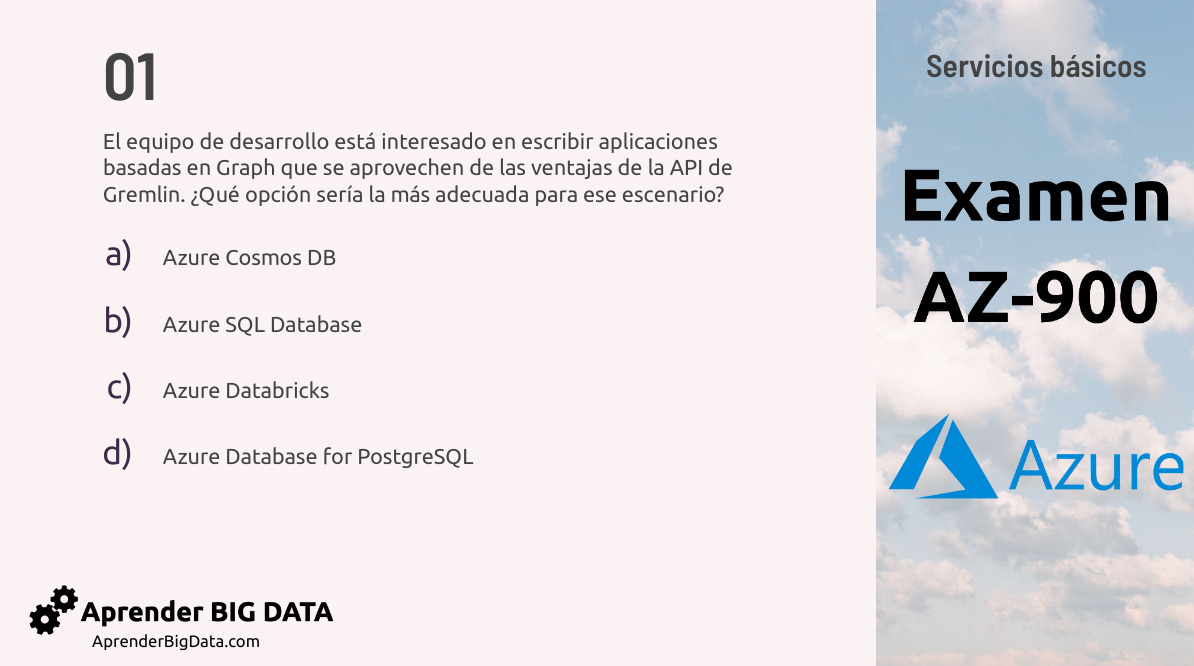 01
El equipo de desarrollo está interesado en escribir aplicaciones
basadas en Graph que se aprovechen de las ventajas de la API de
Gremlin. ¿Qué opción sería la más adecuada para ese escenario?
a) Azure Cosmos DB
b) Azure SQL Database
c) Azure Databricks
d) Azure Database for PostgreSQL
Aprender BIG DATA
AprenderBigData.com
Servicios básicos
Examen
AZ-900
Azure